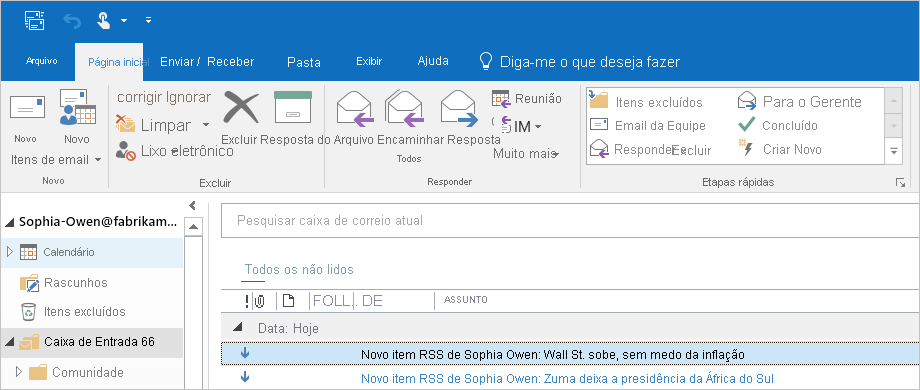 Arquivo Página inicial Enviar / Receber Pasta Exibir Ajuda Diga-me o que deseja fazer
corrigir Ignorar Reunião Itens excluídos Para o Gerente
Limpar IM Email da Equipe Concluído
Novo Novo Excluir Resposta do Arquivo Encaminhar Resposta
Itens de email Lixo eletrônico Todos Muito mais Responder e Excluir Criar Novo
Novo Excluir Responder Etapas rápidas
Sophia-Owen@fabrikam... Pesquisar caixa de correio atual
Calendário
Todos os não lidos
Rascunhos
! FOLL... DE ASSUNTO
Itens excluídos
Data: Hoje
Caixa de Entrada 66
Novo item RSS de Sophia Owen: Wall St. sobe, sem medo da inflação
Comunidade
Novo item RSS de Sophia Owen: Zuma deixa a presidência da África do Sul